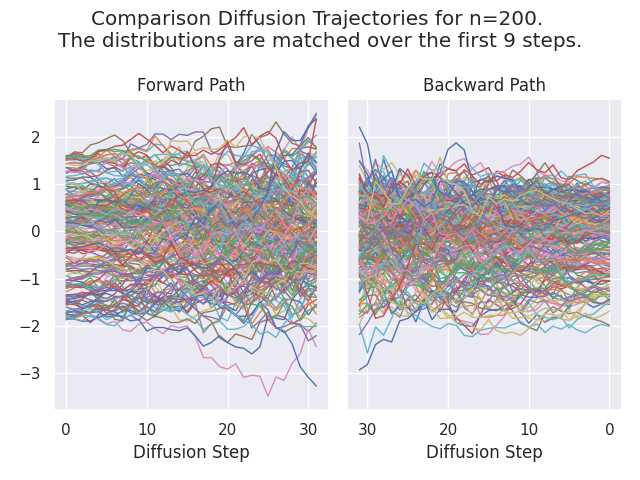 Comparison Diffusion Trajectories for n=200.
The distributions are matched over the first 9 steps.
Forward Path
Backward Path
2
1
0
−1
−2
−3
0 10 20 30
30 20 10 0
Diffusion Step
Diffusion Step